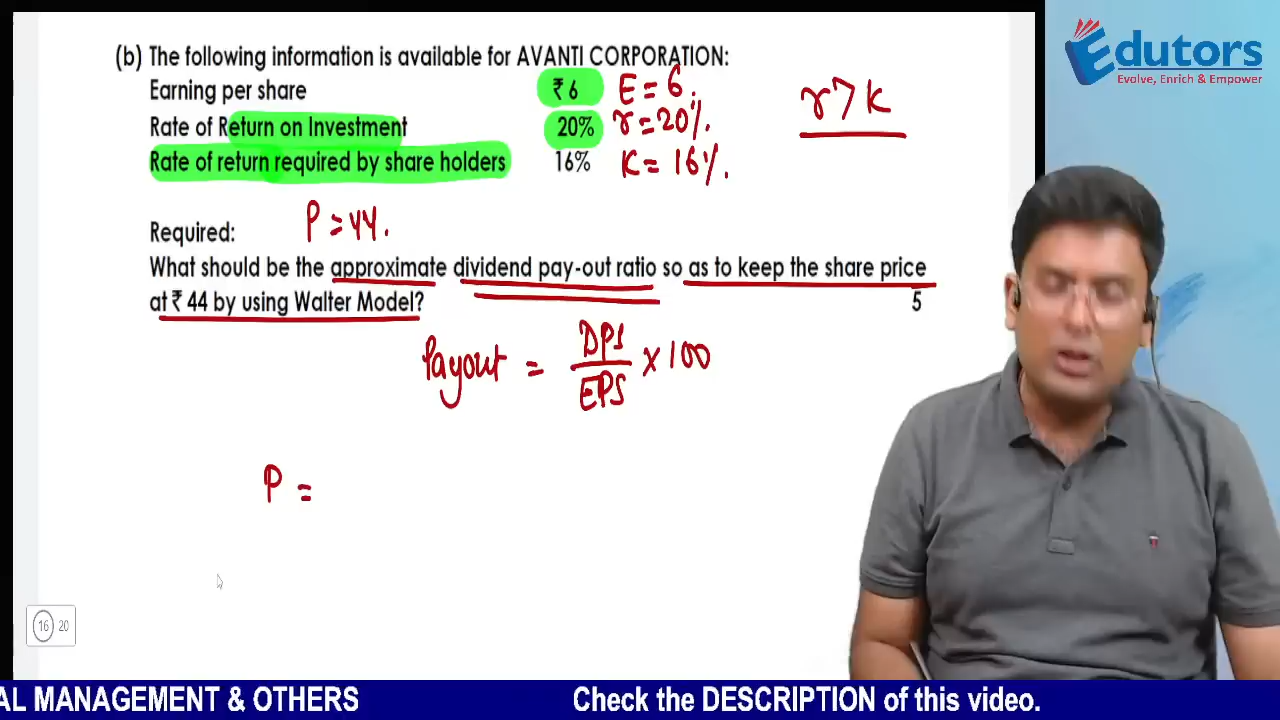 (b) The following information is available for AVANTI CORPORATION:
Earning per share ₹ 6 E = 6.
Rate of Return on Investment 20% r = 20%.
Rate of return required by share holders 16% K = 16%.
r > K
Edutors
Evolve, Enrich & Empower
Required: P = 44.
What should be the approximate dividend pay-out ratio so as to keep the share price
at ₹ 44 by using Walter Model? 5
Payout = DPS / EPS × 100
P =
16 20
AL MANAGEMENT & OTHERS Check the DESCRIPTION of this video.